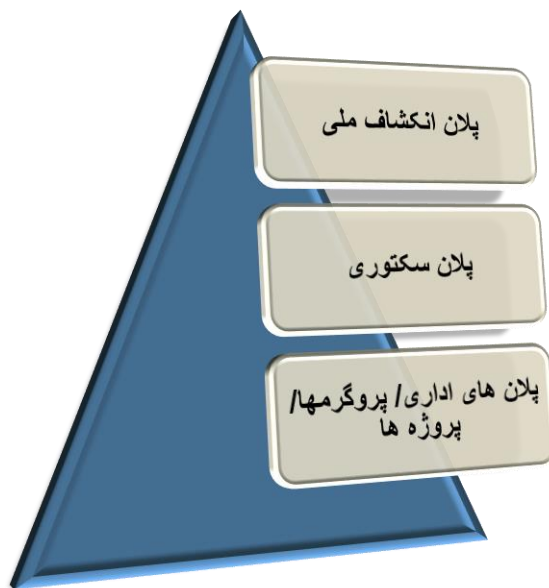 پلان انکشاف ملی
پلان سکتوری
پلان های اداری/ پروگرمها/
پروژه ها